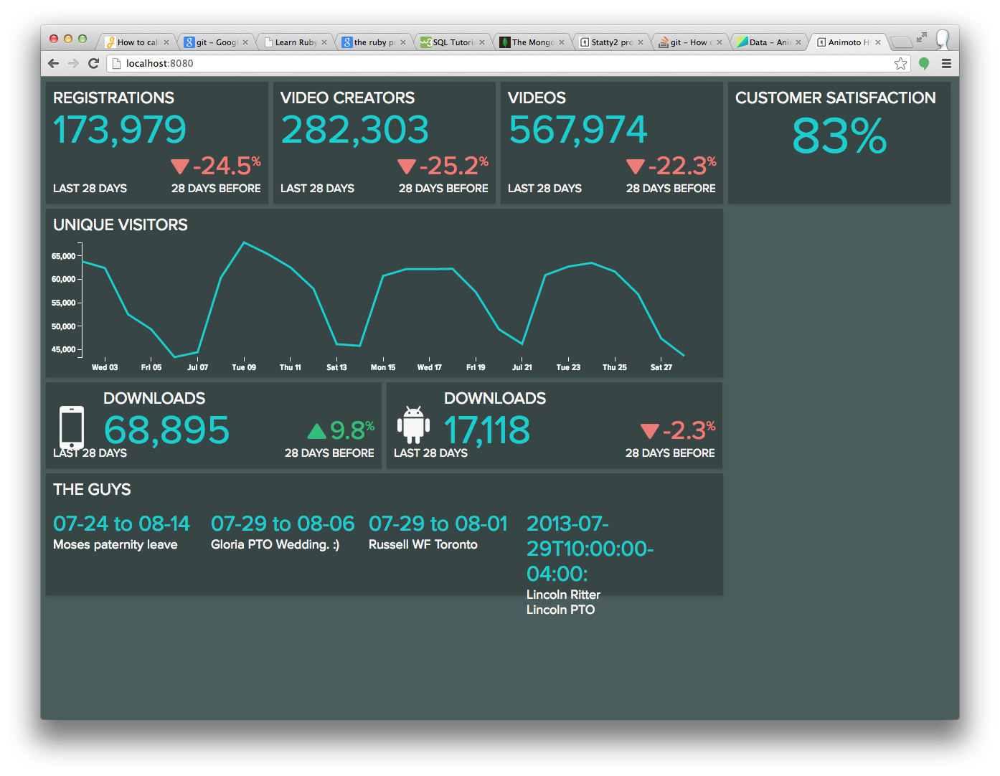 How to call
git – Googl
Learn Ruby
the ruby pr
w3
SQL Tutoria
The Mongo
Statty2 pro
git – How
Data – Ani
Animoto H
localhost:8080
REGISTRATIONS
173,979
-24.5%
LAST 28 DAYS
28 DAYS BEFORE
VIDEO CREATORS
282,303
-25.2%
LAST 28 DAYS
28 DAYS BEFORE
VIDEOS
567,974
-22.3%
LAST 28 DAYS
28 DAYS BEFORE
CUSTOMER SATISFACTION
83%
UNIQUE VISITORS
65,000
60,000
55,000
50,000
45,000
Wed 03
Fri 05
Jul 07
Tue 09
Thu 11
Sat 13
Mon 15
Wed 17
Fri 19
Jul 21
Tue 23
Thu 25
Sat 27
DOWNLOADS
68,895
9.8%
LAST 28 DAYS
28 DAYS BEFORE
DOWNLOADS
17,118
-2.3%
LAST 28 DAYS
28 DAYS BEFORE
THE GUYS
07-24 to 08-14
Moses paternity leave
07-29 to 08-06
Gloria PTO Wedding. :)
07-29 to 08-01
Russell WF Toronto
2013-07-
29T10:00:00-
04:00:
Lincoln Ritter
Lincoln PTO